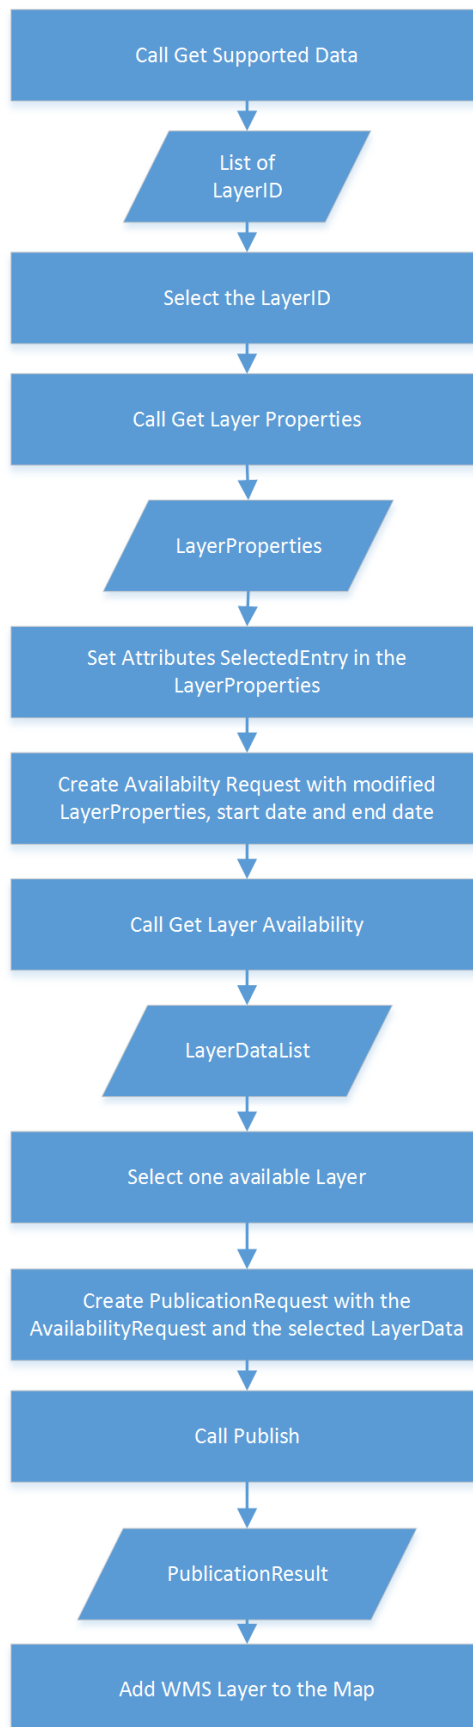 Call Get Supported Data
List of
LayerID
Select the LayerID
Call Get Layer Properties
LayerProperties
Set Attributes SelectedEntry in the
LayerProperties
Create Availabilty Request with modified
LayerProperties, start date and end date
Call Get Layer Availability
LayerDataList
Select one available Layer
Create PublicationRequest with the
AvailabilityRequest and the selected LayerData
Call Publish
PublicationResult
Add WMS Layer to the Map